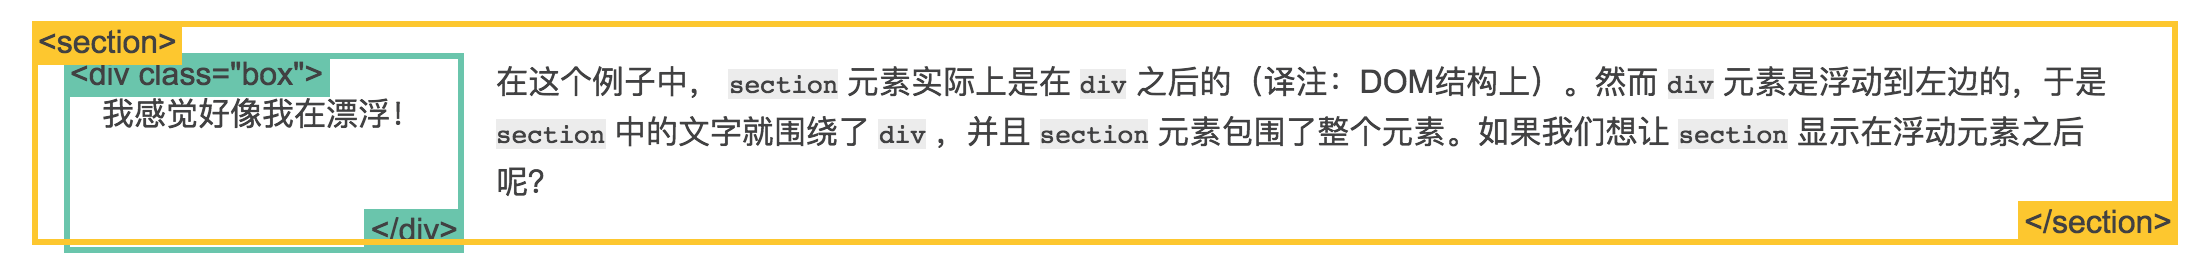 <section>
<div class="box">
我感觉好像我在漂浮！
</div>
在这个例子中， section 元素实际上是在 div 之后的（译注：DOM结构上）。然而 div 元素是浮动到左边的，于是
section 中的文字就围绕了 div ，并且 section 元素包围了整个元素。如果我们想让 section 显示在浮动元素之后
呢？
</section>